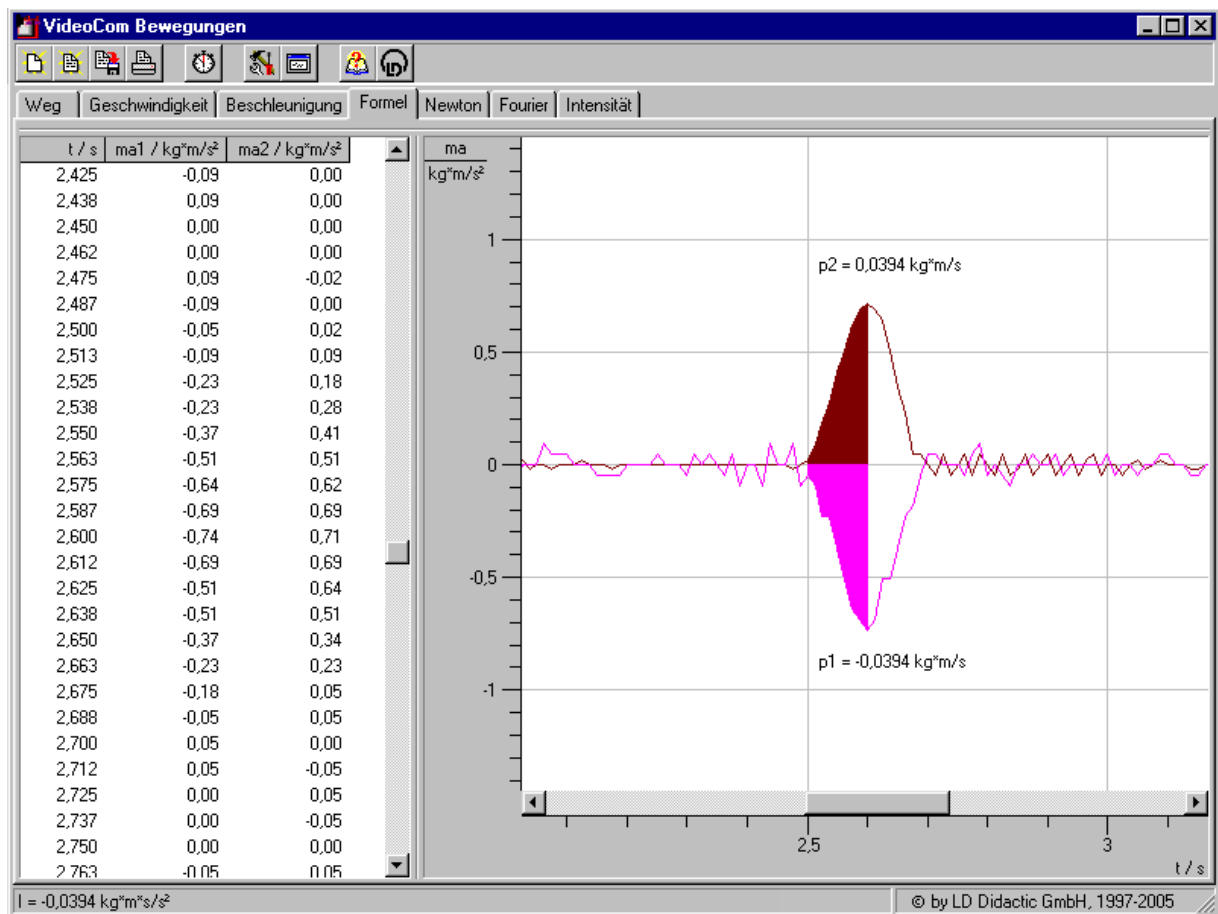 VideoCom Bewegungen
Weg Geschwindigkeit Beschleunigung Formel Newton Fourier Intensität
t / s ma1 / kg*m/s² ma2 / kg*m/s²
2,425 -0,09 0,00
2,438 0,09 0,00
2,450 0,00 0,00
2,462 0,00 0,00
2,475 0,09 -0,02
2,487 -0,09 0,00
2,500 -0,05 0,02
2,513 -0,09 0,09
2,525 -0,23 0,18
2,538 -0,23 0,28
2,550 -0,37 0,41
2,563 -0,51 0,51
2,575 -0,64 0,62
2,587 -0,69 0,69
2,600 -0,74 0,71
2,612 -0,69 0,69
2,625 -0,51 0,64
2,638 -0,51 0,51
2,650 -0,37 0,34
2,663 -0,23 0,23
2,675 -0,18 0,05
2,688 -0,05 0,05
2,700 0,05 0,00
2,712 0,05 -0,05
2,725 0,00 0,05
2,737 0,00 -0,05
2,750 0,00 0,00
2,763 -0,05 0,05
ma
kg*m/s²
1
p2 = 0,0394 kg*m/s
0,5
0
-0,5
p1 = -0,0394 kg*m/s
-1
2,5 3
t / s
I = -0,0394 kg*m*s/s²
© by LD Didactic GmbH, 1997-2005